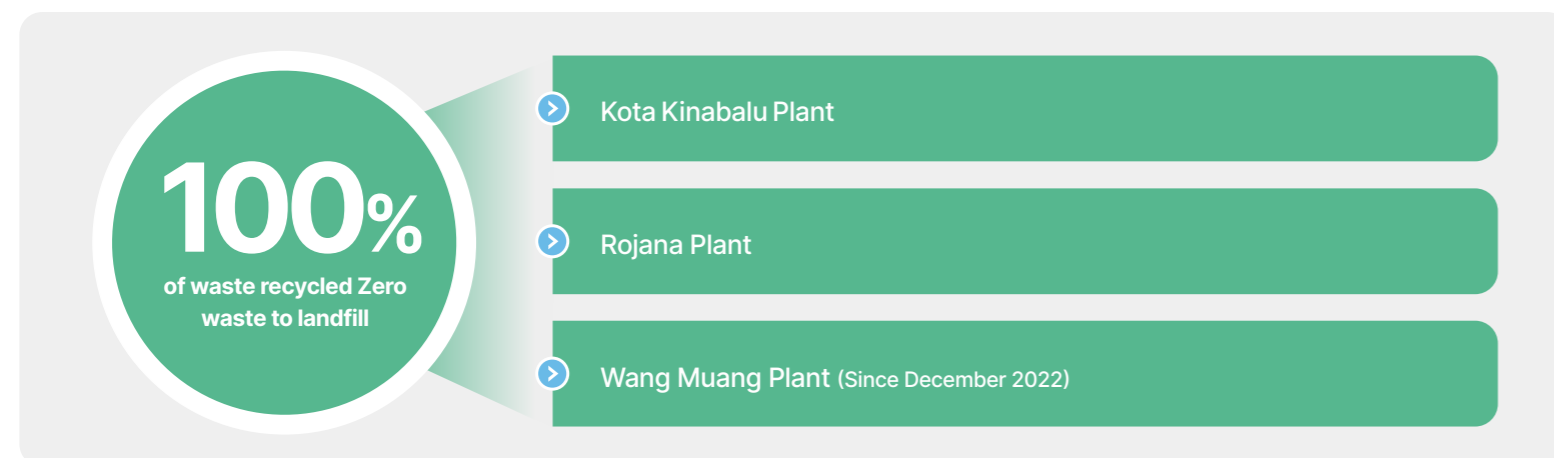 100%
of waste recycled Zero
waste to landfill
Kota Kinabalu Plant
Rojana Plant
Wang Muang Plant (Since December 2022)